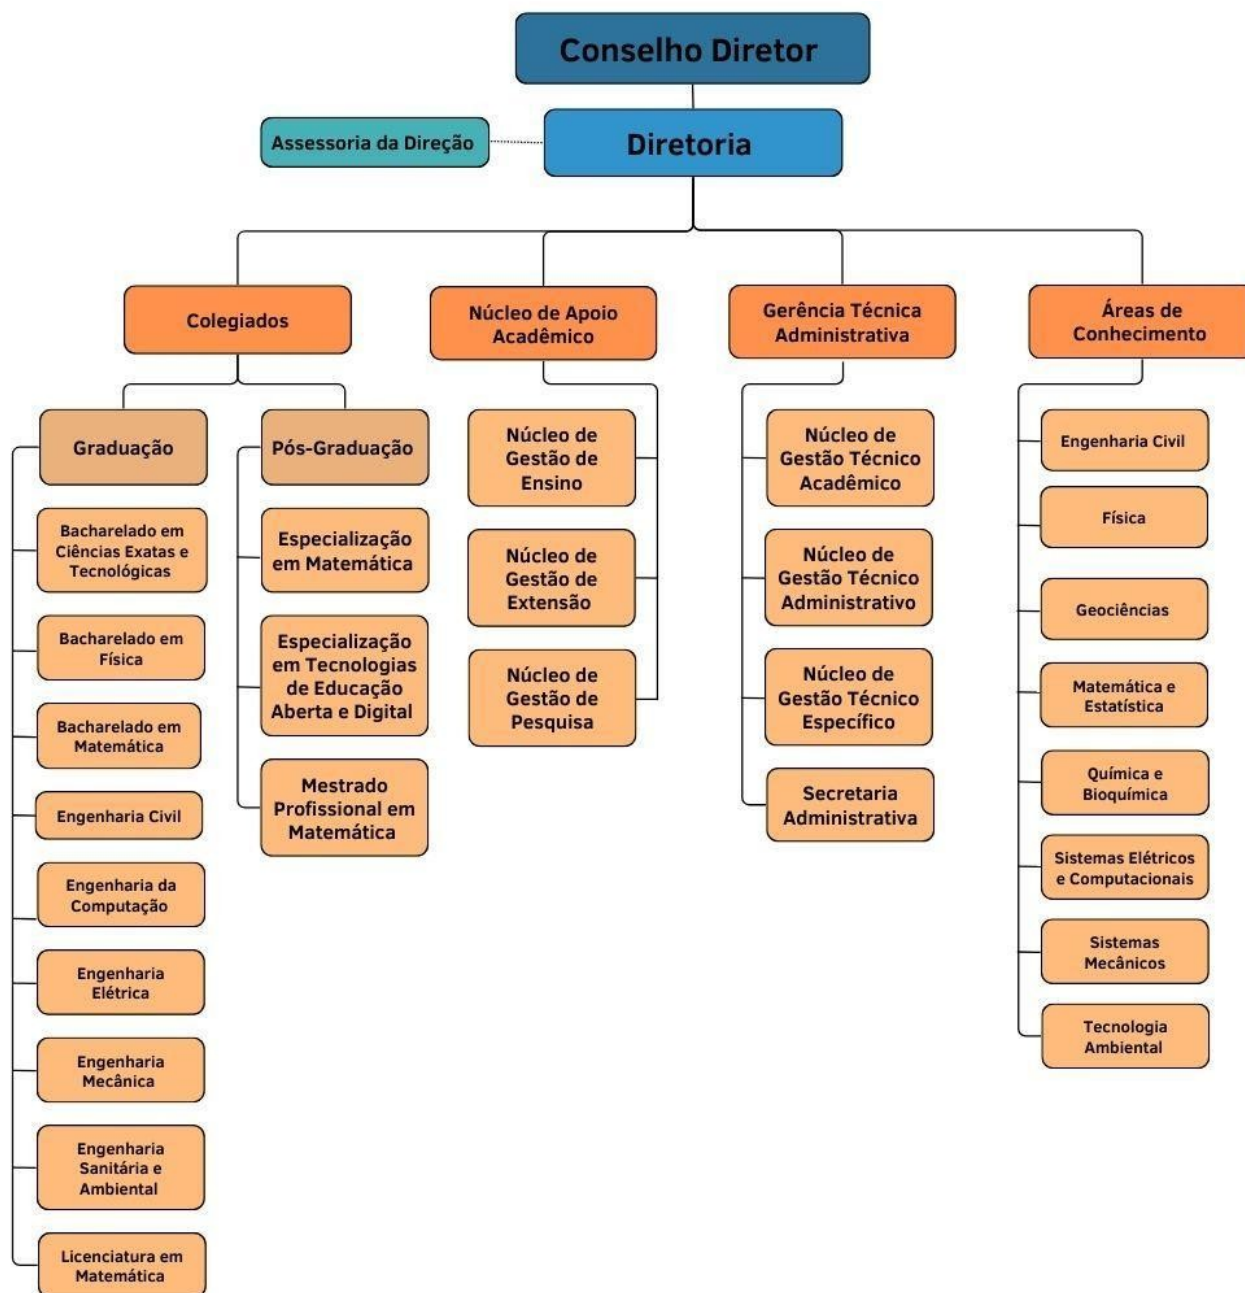 Conselho Diretor
Assessoria da Direção
Diretoria
Colegiados
Núcleo de Apoio
Acadêmico
Gerência Técnica
Administrativa
Áreas de
Conhecimento
Graduação
Bacharelado em
Ciências Exatas e
Tecnológicas
Bacharelado em
Física
Bacharelado em
Matemática
Engenharia Civil
Engenharia da
Computação
Engenharia
Elétrica
Engenharia
Mecânica
Engenharia
Sanitária e
Ambiental
Licenciatura em
Matemática
Pós-Graduação
Especialização
em Matemática
Especialização
em Tecnologias
de Educação
Aberta e Digital
Mestrado
Profissional em
Matemática
Núcleo de
Gestão de
Ensino
Núcleo de
Gestão de
Extensão
Núcleo de
Gestão de
Pesquisa
Núcleo de
Gestão Técnico
Acadêmico
Núcleo de
Gestão Técnico
Administrativo
Núcleo de
Gestão Técnico
Específico
Secretaria
Administrativa
Engenharia Civil
Física
Geociências
Matemática e
Estatística
Química e
Bioquímica
Sistemas Elétricos
e Computacionais
Sistemas
Mecânicos
Tecnologia
Ambiental